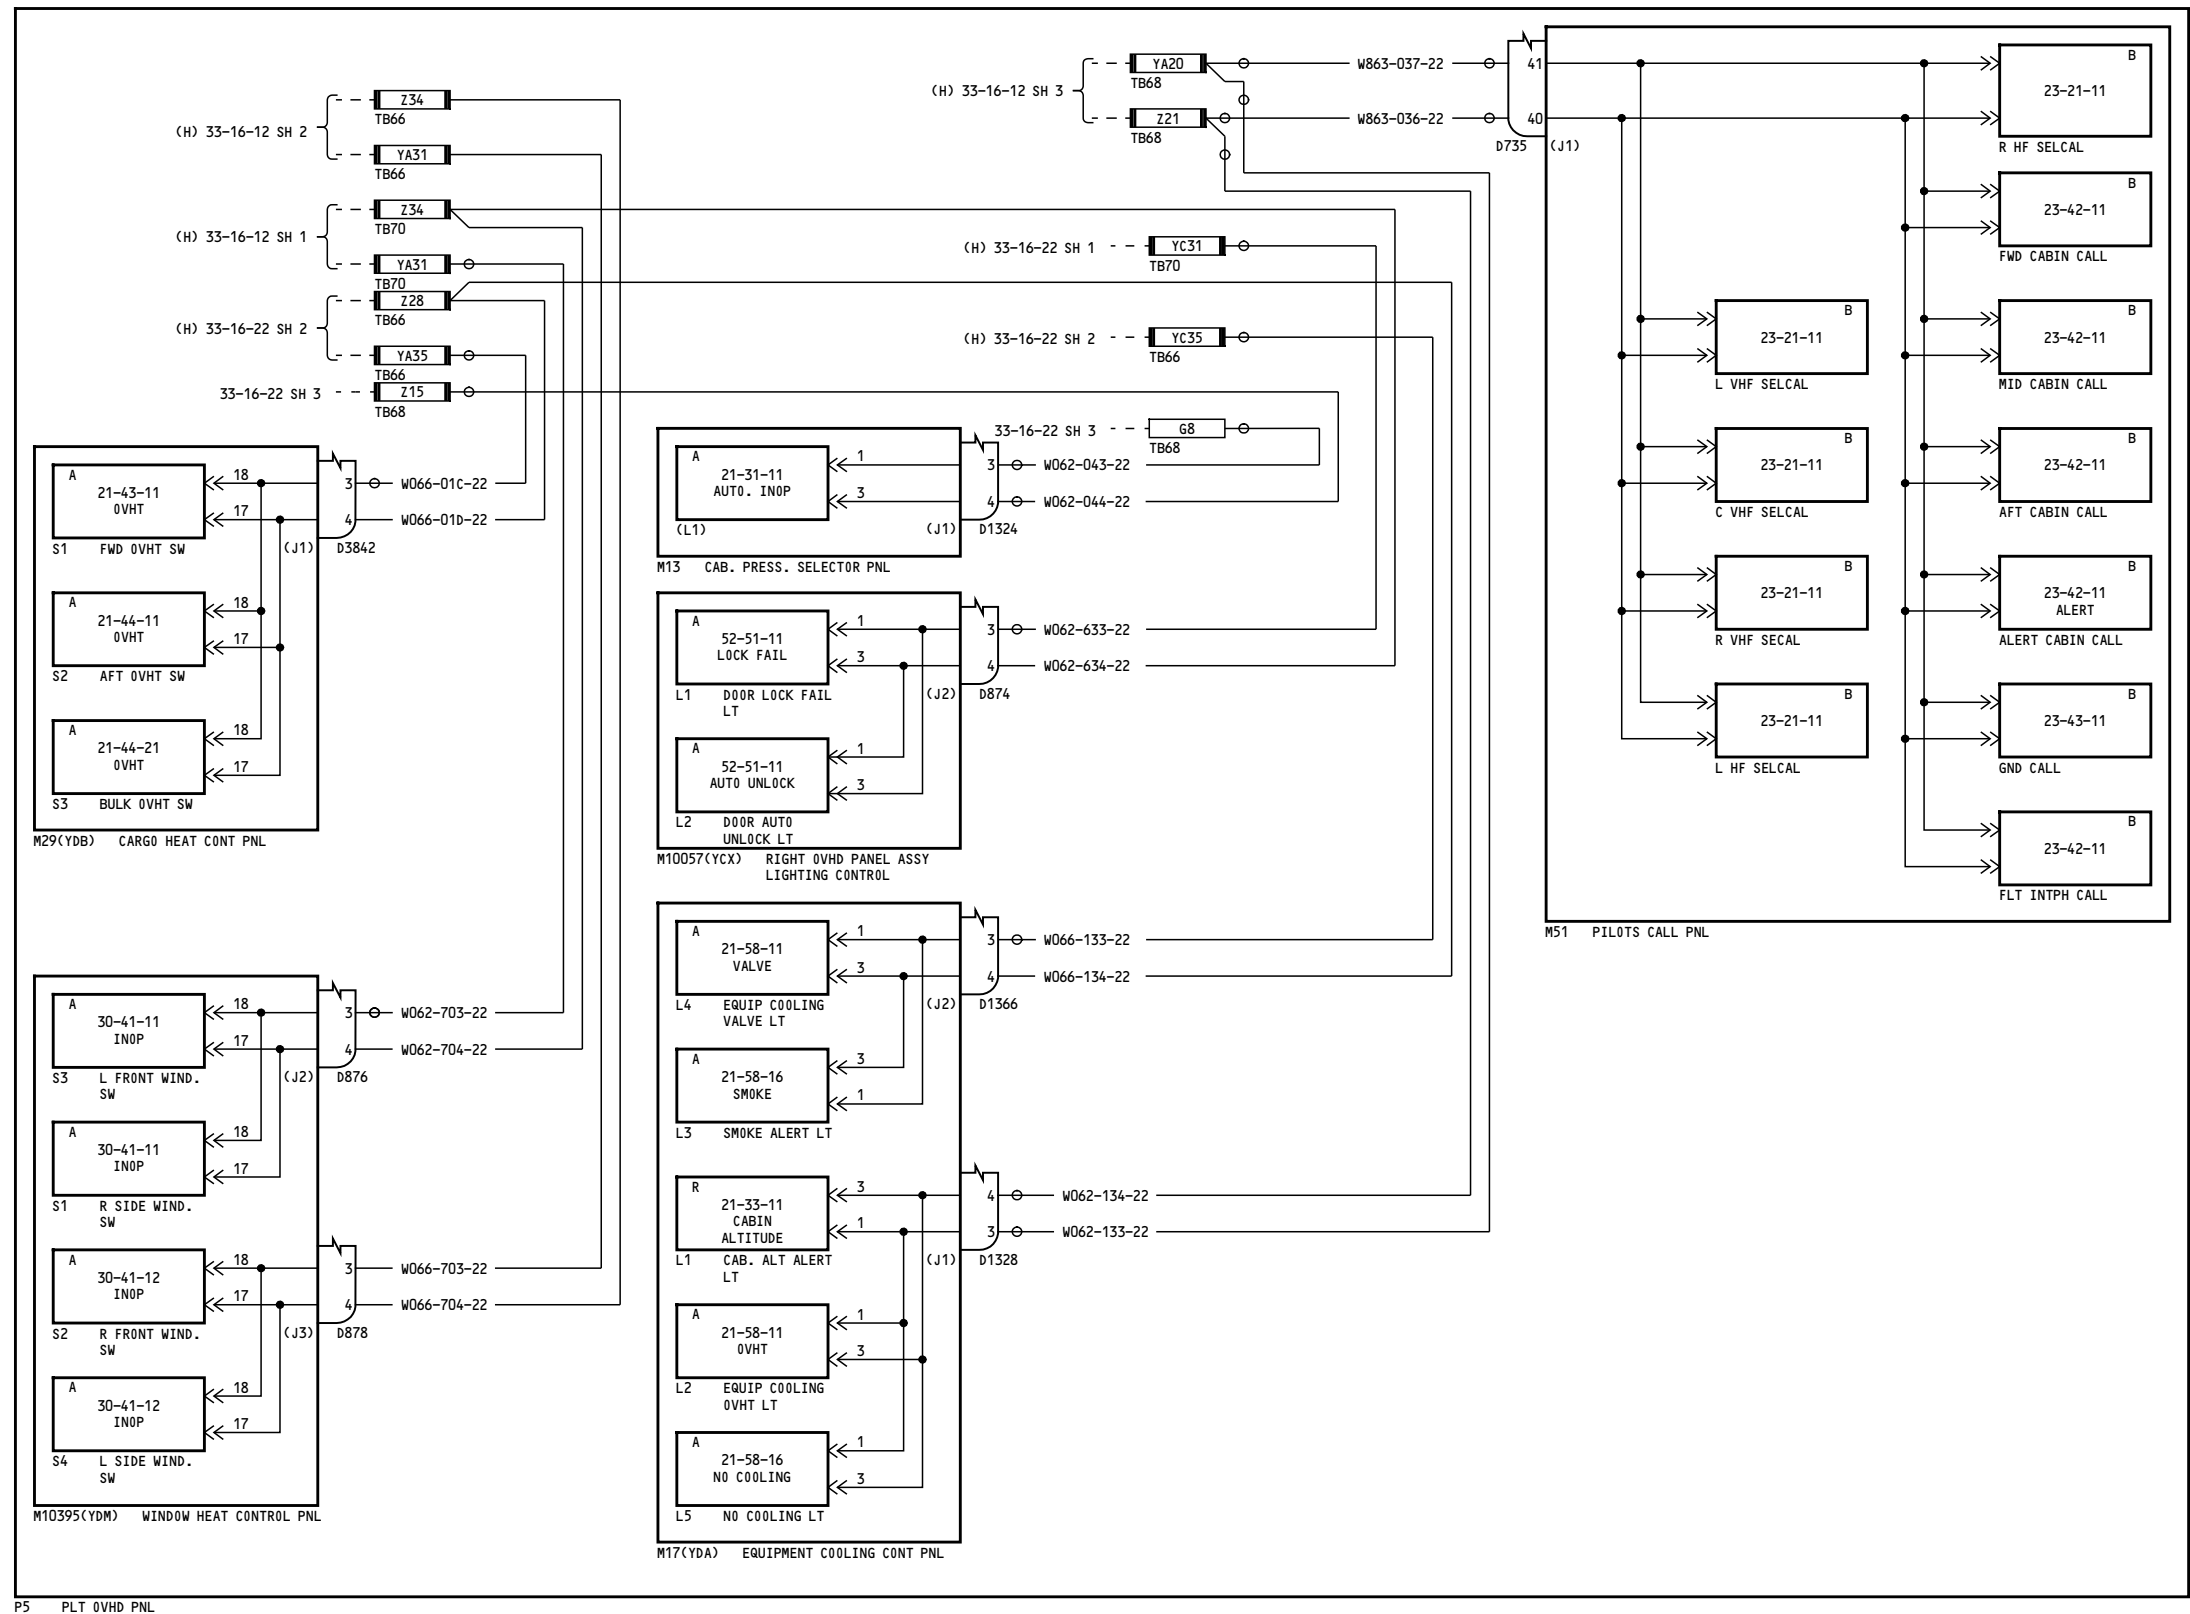 (H) 33-16-12 SH 2
Z34
TB66
YA31
TB66
(H) 33-16-12 SH 1
Z34
TB70
YA31
TB70
(H) 33-16-22 SH 2
Z28
TB66
YA35
TB66
33-16-22 SH 3
Z15
TB68
(H) 33-16-12 SH 3
YA20
TB68
Z21
TB68
W863-037-22
W863-036-22
41
40
D735
(J1)
(H) 33-16-22 SH 1
YC31
TB70
(H) 33-16-22 SH 2
YC35
TB66
33-16-22 SH 3
G8
TB68
A
21-43-11
OVHT
18
17
S1 FWD OVHT SW
3
4
(J1)
D3842
W066-01C-22
W066-01D-22
A
21-44-11
OVHT
18
17
S2 AFT OVHT SW
A
21-44-21
OVHT
18
17
S3 BULK OVHT SW
M29(YDB) CARGO HEAT CONT PNL
A
30-41-11
INOP
18
17
S3 L FRONT WIND.
SW
3
4
(J2)
D876
W062-703-22
W062-704-22
A
30-41-11
INOP
18
17
S1 R SIDE WIND.
SW
A
30-41-12
INOP
18
17
S2 R FRONT WIND.
SW
3
4
(J3)
D878
W066-703-22
W066-704-22
A
30-41-12
INOP
18
17
S4 L SIDE WIND.
SW
M10395(YDM) WINDOW HEAT CONTROL PNL
A
21-31-11
AUTO. INOP
1
3
(L1)
3
4
(J1)
D1324
W062-043-22
W062-044-22
M13 CAB. PRESS. SELECTOR PNL
A
52-51-11
LOCK FAIL
1
3
L1 DOOR LOCK FAIL
LT
3
4
(J2)
D874
W062-633-22
W062-634-22
A
52-51-11
AUTO UNLOCK
1
3
L2 DOOR AUTO
UNLOCK LT
M10057(YCX) RIGHT OVHD PANEL ASSY
LIGHTING CONTROL
A
21-58-11
VALVE
1
3
L4 EQUIP COOLING
VALVE LT
3
4
(J2)
D1366
W066-133-22
W066-134-22
A
21-58-16
SMOKE
3
1
L3 SMOKE ALERT LT
R
21-33-11
CABIN
ALTITUDE
3
1
L1 CAB. ALT ALERT
LT
4
3
(J1)
D1328
W062-134-22
W062-133-22
A
21-58-11
OVHT
1
3
L2 EQUIP COOLING
OVHT LT
A
21-58-16
NO COOLING
1
3
L5 NO COOLING LT
M17(YDA) EQUIPMENT COOLING CONT PNL
B
23-21-11
L VHF SELCAL
B
23-21-11
C VHF SELCAL
B
23-21-11
R VHF SECAL
B
23-21-11
L HF SELCAL
B
23-21-11
R HF SELCAL
B
23-42-11
FWD CABIN CALL
B
23-42-11
MID CABIN CALL
B
23-42-11
AFT CABIN CALL
B
23-42-11
ALERT
ALERT CABIN CALL
B
23-43-11
GND CALL
B
23-42-11
FLT INTPH CALL
M51 PILOTS CALL PNL
P5 PLT OVHD PNL